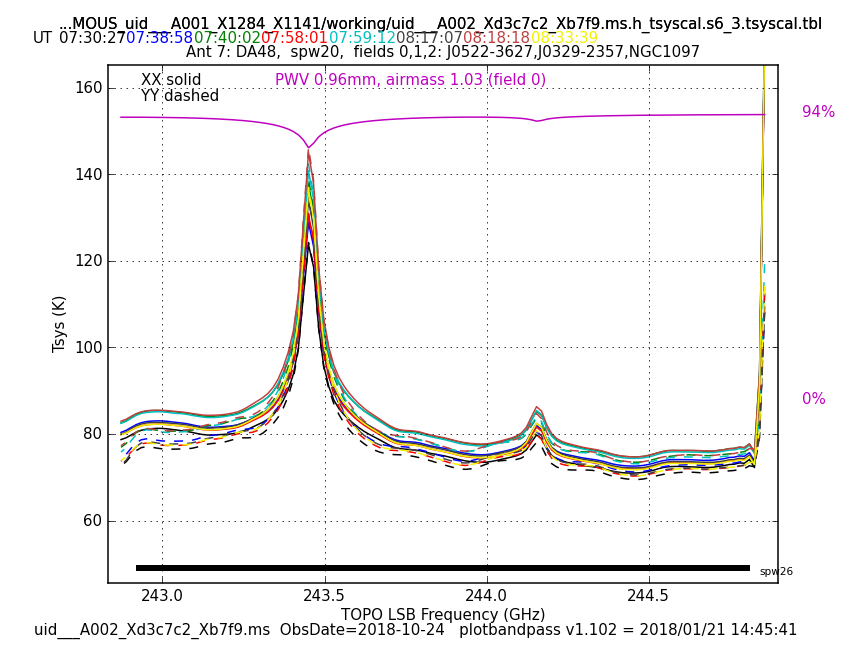 ...MOUS_uid___A001_X1284_X1141/working/uid___A002_Xd3c7c2_Xb7f9.ms.h_tsyscal.s6_3.tsyscal.tbl
UT 07:30:27 07:38:58 07:40:02 07:58:01 07:59:12 08:17:07 08:18:18 08:33:39
Ant 7: DA48,  spw20,  fields 0,1,2: J0522-3627,J0329-2357,NGC1097
XX solid
PWV 0.96mm, airmass 1.03 (field 0)
YY dashed
160
140
120
100
80
60
94%
0%
Tsys (K)
spw26
243.0 243.5 244.0 244.5
TOPO LSB Frequency (GHz)
uid___A002_Xd3c7c2_Xb7f9.ms  ObsDate=2018-10-24   plotbandpass v1.102 = 2018/01/21 14:45:41